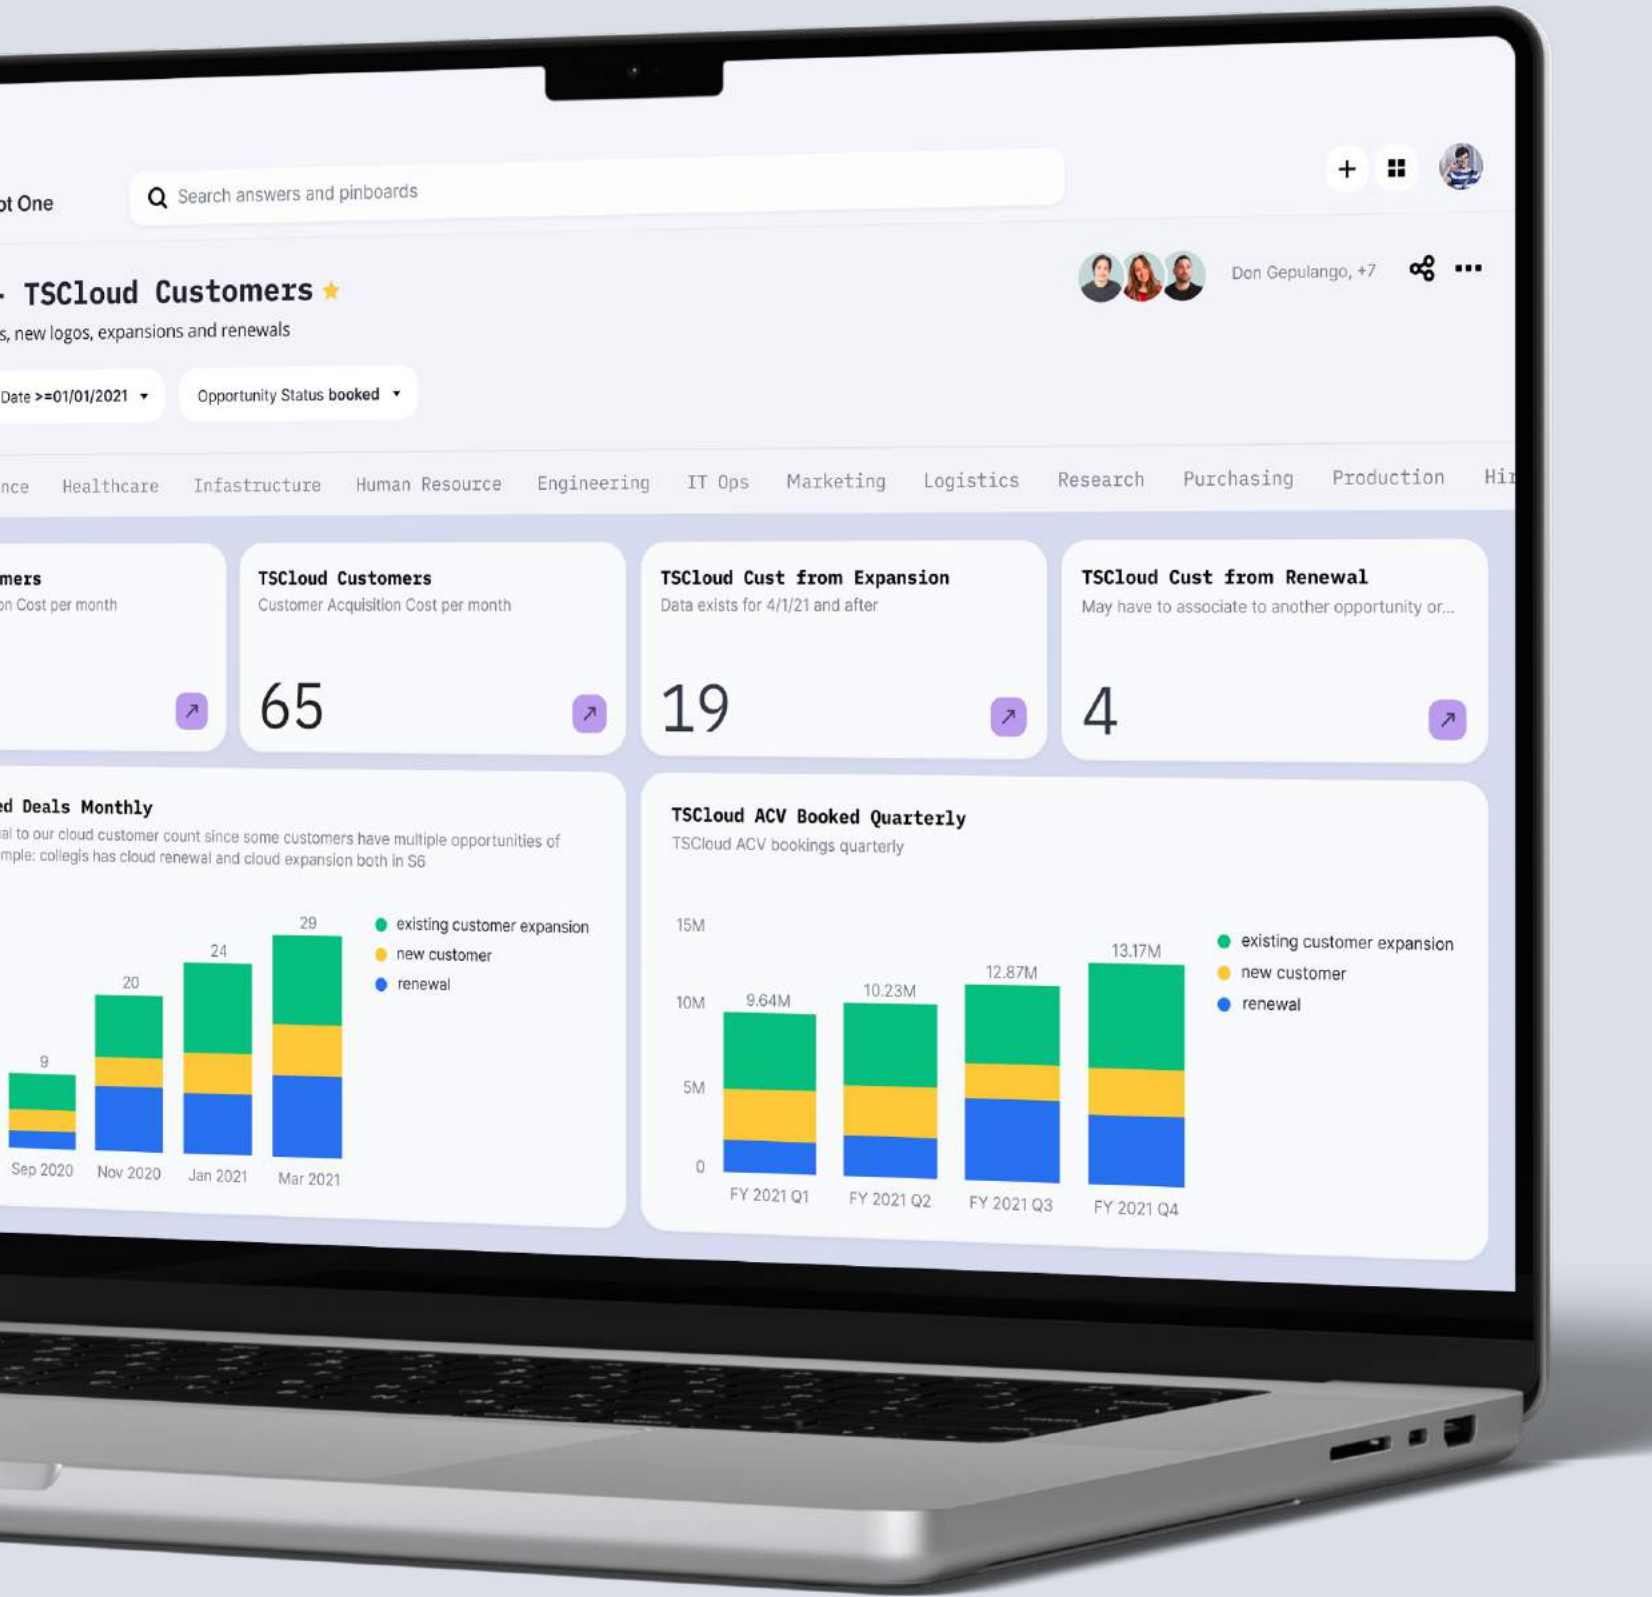 ot One
Search answers and pinboards
TSCloud Customers
Don Gepulango, +7
s, new logos, expansions and renewals
Date >=01/01/2021
Opportunity Status booked
nce Healthcare Infastructure Human Resource Engineering IT Ops Marketing Logistics Research Purchasing Production Hir
mers
on Cost per month
TSCloud Customers
Customer Acquisition Cost per month
65
TSCloud Cust from Expansion
Data exists for 4/1/21 and after
19
TSCloud Cust from Renewal
May have to associate to another opportunity or...
4
ed Deals Monthly
al to our cloud customer count since some customers have multiple opportunities of
mple: collegis has cloud renewal and cloud expansion both in S6
9
20
24
29
Sep 2020
Nov 2020
Jan 2021
Mar 2021
existing customer expansion
new customer
renewal
TSCloud ACV Booked Quarterly
TSCloud ACV bookings quarterly
15M
10M
5M
0
9.64M
10.23M
12.87M
13.17M
FY 2021 Q1
FY 2021 Q2
FY 2021 Q3
FY 2021 Q4
existing customer expansion
new customer
renewal